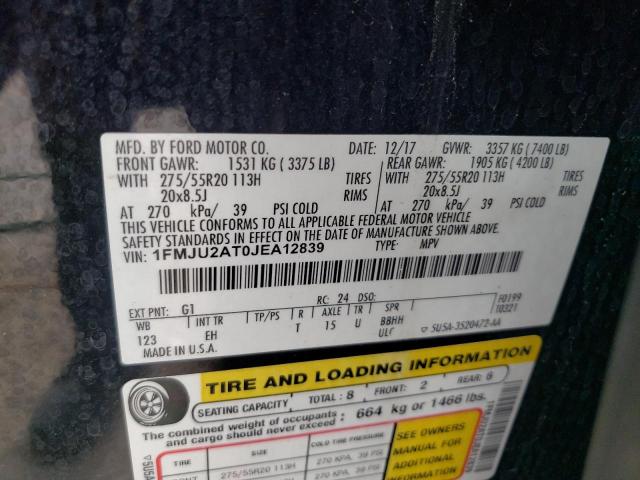 MFD. BY FORD MOTOR CO. DATE: 12/17 GVWR: 3357 KG ( 7400 LB)
FRONT GAWR: 1531 KG ( 3375 LB) REAR GAWR: 1905 KG ( 4200 LB)
WITH 275/55R20 113H TIRES WITH 275/55R20 113H TIRES
20x8.5J RIMS 20x8.5J RIMS
AT 270 kPa/ 39 PSI COLD AT 270 kPa/ 39 PSI COLD
THIS VEHICLE CONFORMS TO ALL APPLICABLE FEDERAL MOTOR VEHICLE
SAFETY STANDARDS IN EFFECT ON THE DATE OF MANUFACTURE SHOWN ABOVE.
VIN: 1FMJU2AT0JEA12839 TYPE: MPV
EXT PNT: G1 RC: 24 DSO: F0199
WB INT TR TP/PS R AXLE TR SPR T0321
123 EH T 15 U BBHH
MADE IN U.S.A. ULC 5U5A-3520472-AA
TIRE AND LOADING INFORMATION
SEATING CAPACITY TOTAL : 8 FRONT: 2 REAR: 6
The combined weight of occupants
and cargo should never exceed : 664 kg or 1466 lbs.
TIRE SIZE COLD TIRE PRESSURE
275/55R20 113H 270 KPA, 39 PSI
SEE OWNERS
MANUAL FOR
ADDITIONAL